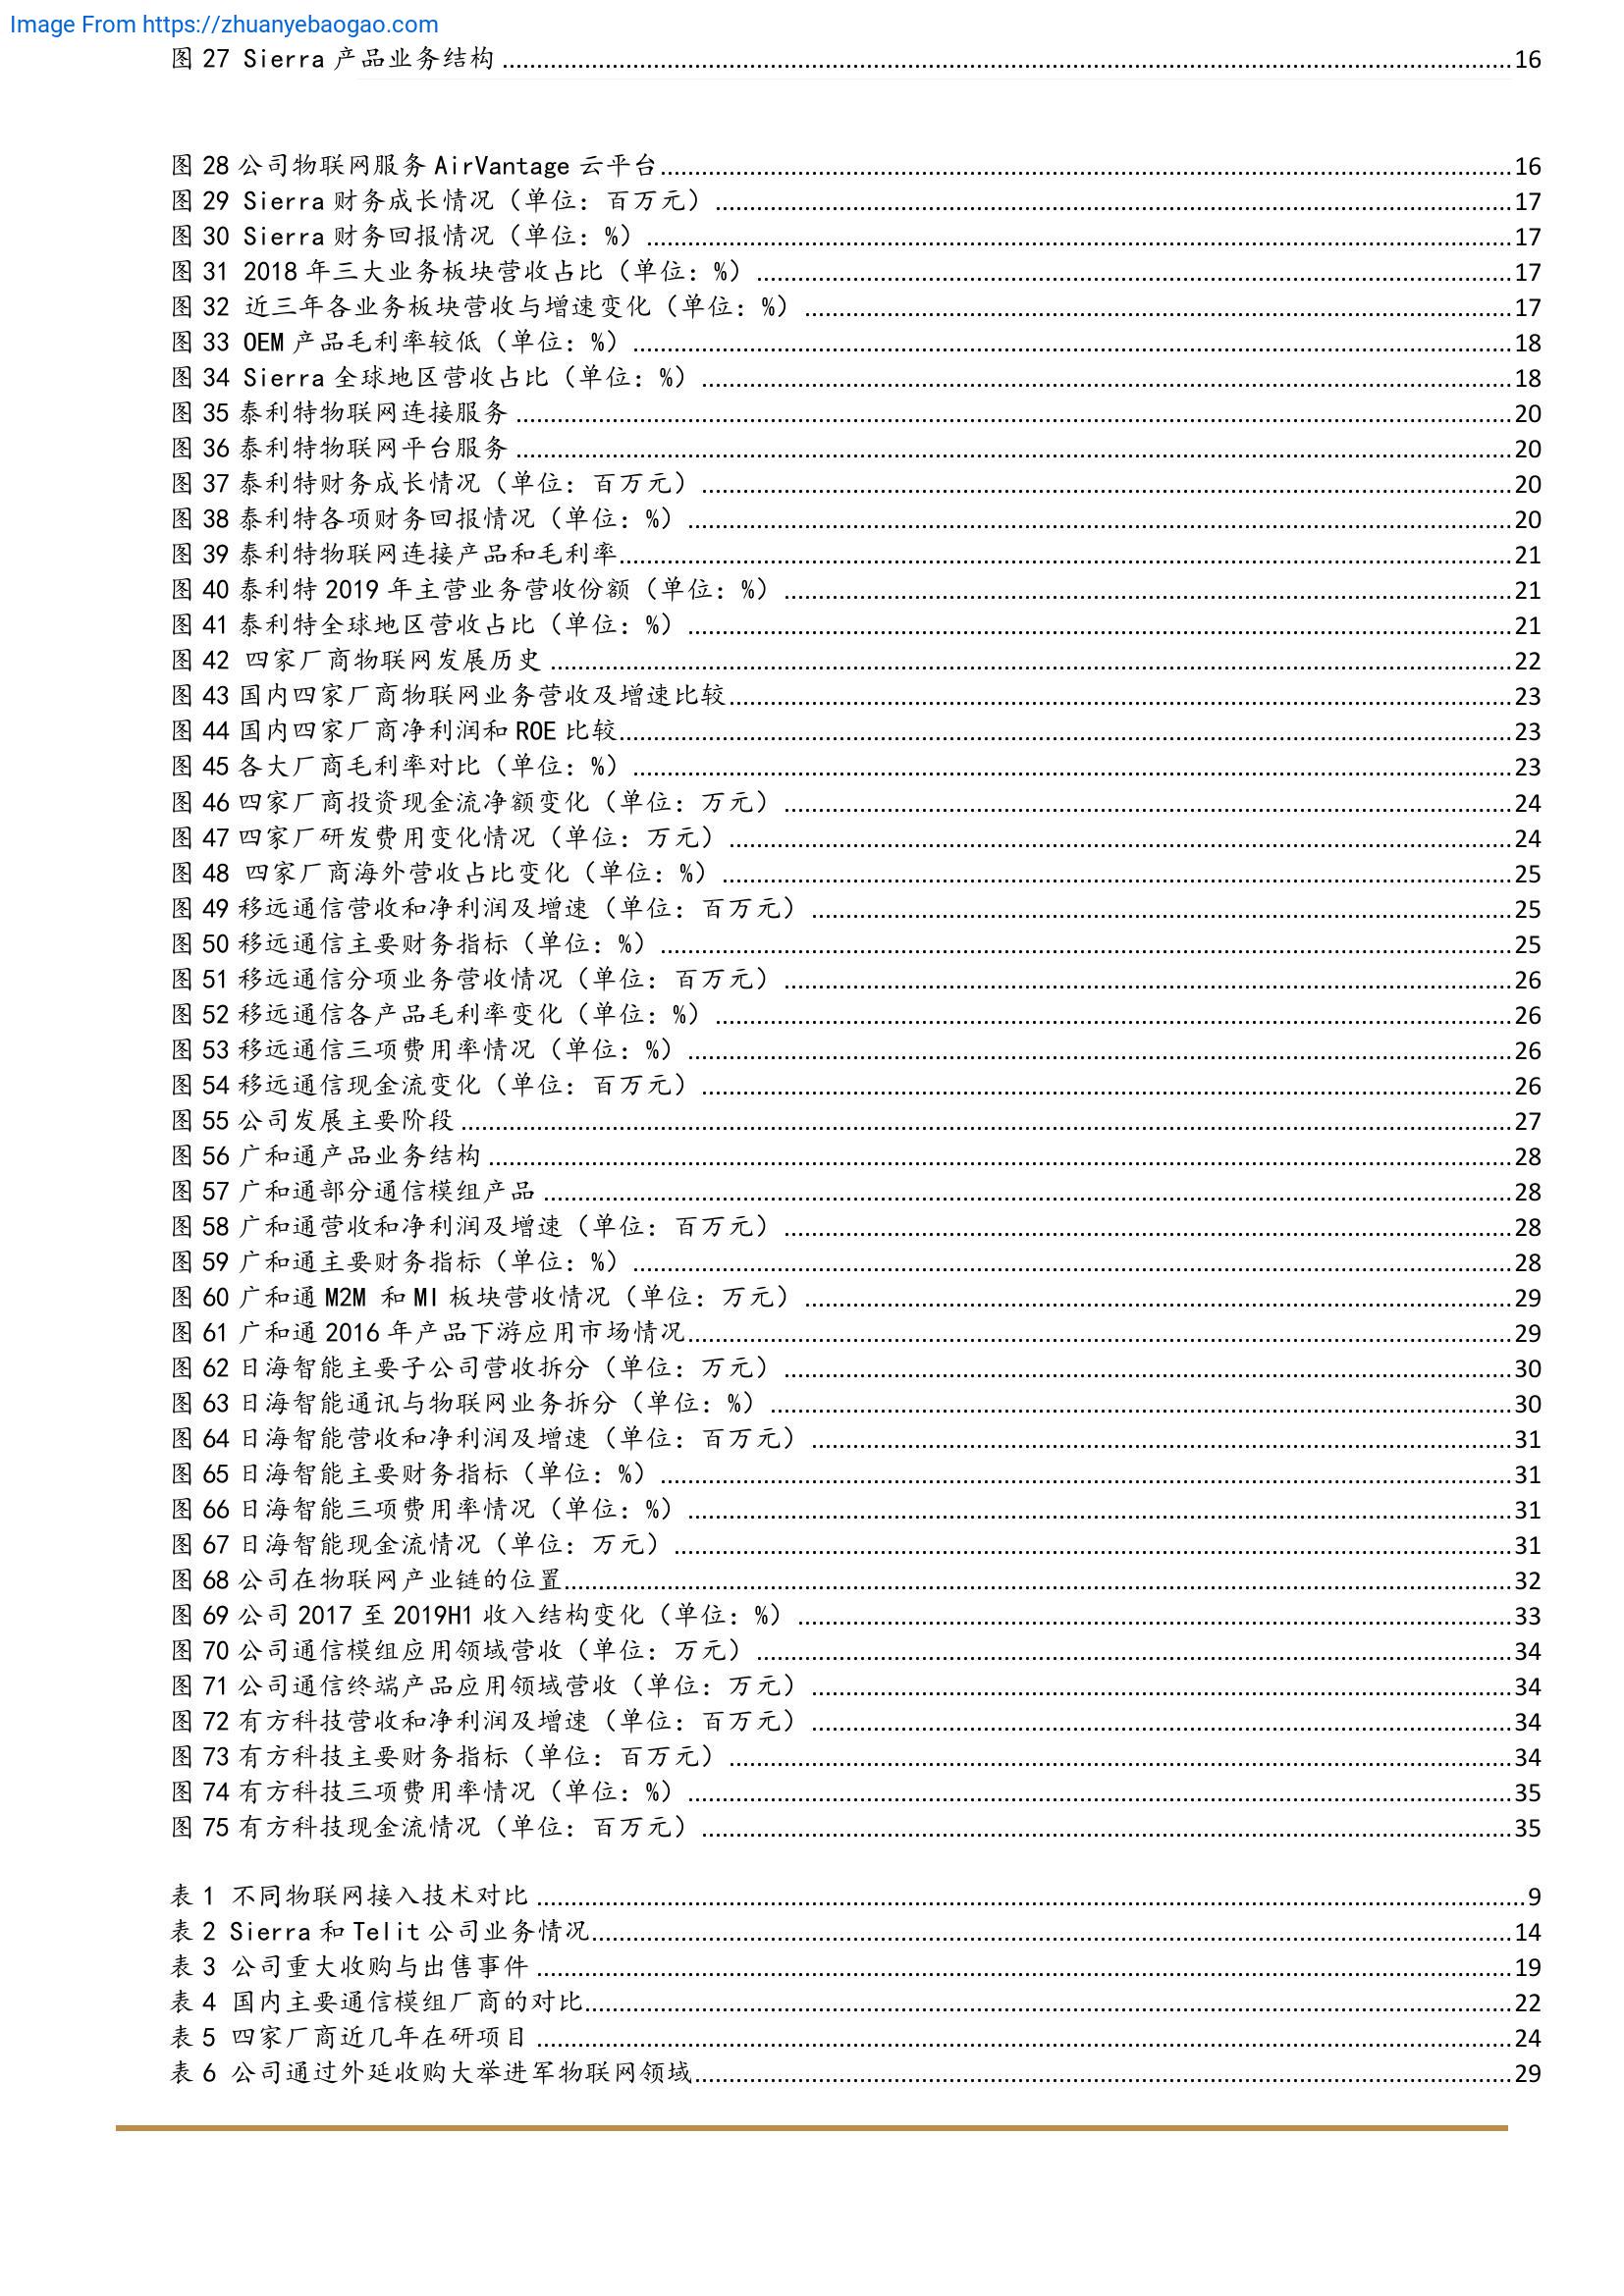 Image From https://zhuanyebaogao.com
图 27 Sierra 产品业务结构 ........ 16
图 28 公司物联网服务 AirVantage 云平台 ........ 16
图 29 Sierra 财务成长情况（单位：百万元） ........ 17
图 30 Sierra 财务回报情况（单位：%） ........ 17
图 31 2018 年三大业务板块营收占比（单位：%） ........ 17
图 32 近三年各业务板块营收与增速变化（单位：%） ........ 17
图 33 OEM 产品毛利率较低（单位：%） ........ 18
图 34 Sierra 全球地区营收占比（单位：%） ........ 18
图 35 泰利特物联网连接服务 ........ 20
图 36 泰利特物联网平台服务 ........ 20
图 37 泰利特财务成长情况（单位：百万元） ........ 20
图 38 泰利特各项财务回报情况（单位：%） ........ 20
图 39 泰利特物联网连接产品和毛利率 ........ 21
图 40 泰利特 2019 年主营业务营收份额（单位：%） ........ 21
图 41 泰利特全球地区营收占比（单位：%） ........ 21
图 42 四家厂商物联网发展历史 ........ 22
图 43 国内四家厂商物联网业务营收及增速比较 ........ 23
图 44 国内四家厂商净利润和 ROE 比较 ........ 23
图 45 各大厂商毛利率对比（单位：%） ........ 23
图 46 四家厂商投资现金流净额变化（单位：万元） ........ 24
图 47 四家厂研发费用变化情况（单位：万元） ........ 24
图 48 四家厂商海外营收占比变化（单位：%） ........ 25
图 49 移远通信营收和净利润及增速（单位：百万元） ........ 25
图 50 移远通信主要财务指标（单位：%） ........ 25
图 51 移远通信分项业务营收情况（单位：百万元） ........ 26
图 52 移远通信各产品毛利率变化（单位：%） ........ 26
图 53 移远通信三项费用率情况（单位：%） ........ 26
图 54 移远通信现金流变化（单位：百万元） ........ 26
图 55 公司发展主要阶段 ........ 27
图 56 广和通产品业务结构 ........ 28
图 57 广和通部分通信模组产品 ........ 28
图 58 广和通营收和净利润及增速（单位：百万元） ........ 28
图 59 广和通主要财务指标（单位：%） ........ 28
图 60 广和通 M2M 和 MI 板块营收情况（单位：万元） ........ 29
图 61 广和通 2016 年产品下游应用市场情况 ........ 29
图 62 日海智能主要子公司营收拆分（单位：万元） ........ 30
图 63 日海智能通讯与物联网业务拆分（单位：%） ........ 30
图 64 日海智能营收和净利润及增速（单位：百万元） ........ 31
图 65 日海智能主要财务指标（单位：%） ........ 31
图 66 日海智能三项费用率情况（单位：%） ........ 31
图 67 日海智能现金流情况（单位：万元） ........ 31
图 68 公司在物联网产业链的位置 ........ 32
图 69 公司 2017 至 2019H1 收入结构变化（单位：%） ........ 33
图 70 公司通信模组应用领域营收（单位：万元） ........ 34
图 71 公司通信终端产品应用领域营收（单位：万元） ........ 34
图 72 有方科技营收和净利润及增速（单位：百万元） ........ 34
图 73 有方科技主要财务指标（单位：百万元） ........ 34
图 74 有方科技三项费用率情况（单位：%） ........ 35
图 75 有方科技现金流情况（单位：百万元） ........ 35
表 1 不同物联网接入技术对比 ........ 9
表 2 Sierra 和 Telit 公司业务情况 ........ 14
表 3 公司重大收购与出售事件 ........ 19
表 4 国内主要通信模组厂商的对比 ........ 22
表 5 四家厂商近几年在研项目 ........ 24
表 6 公司通过外延收购大举进军物联网领域 ........ 29